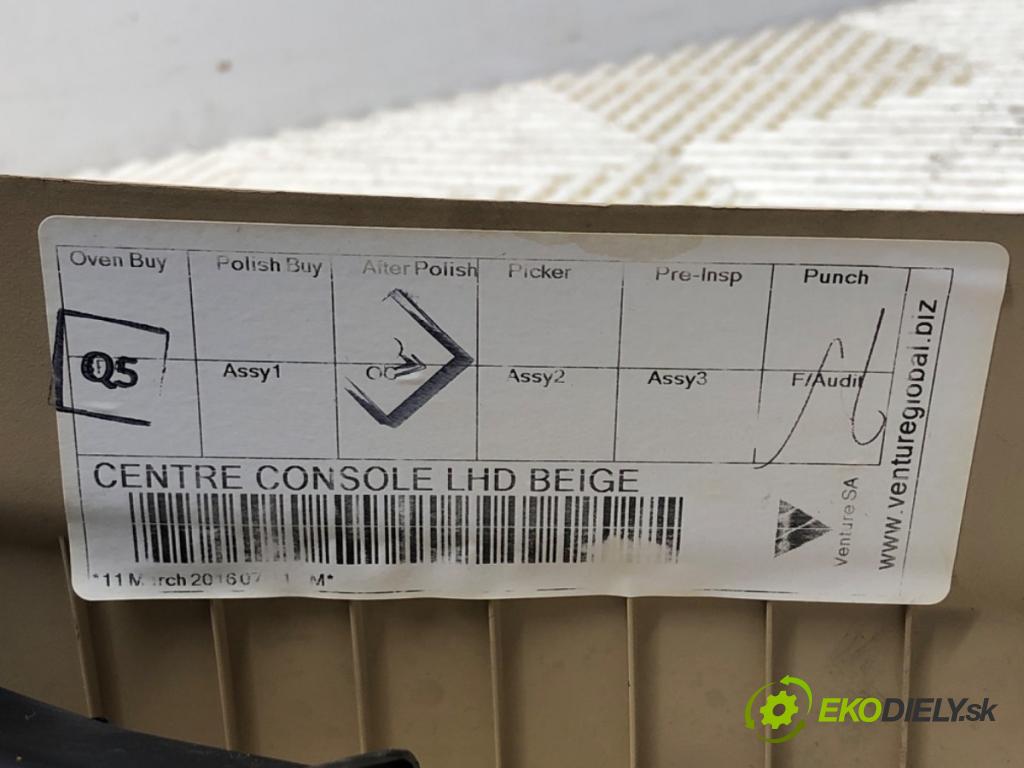 Oven Buy Polish Buy After Polish Picker Pre-Insp Punch
Q5 Assy1 Assy2 Assy3 F/Audit
CENTRE CONSOLE LHD BEIGE
2016
Venture SA
www.ventureglobal.biz
EKODIELY.sk